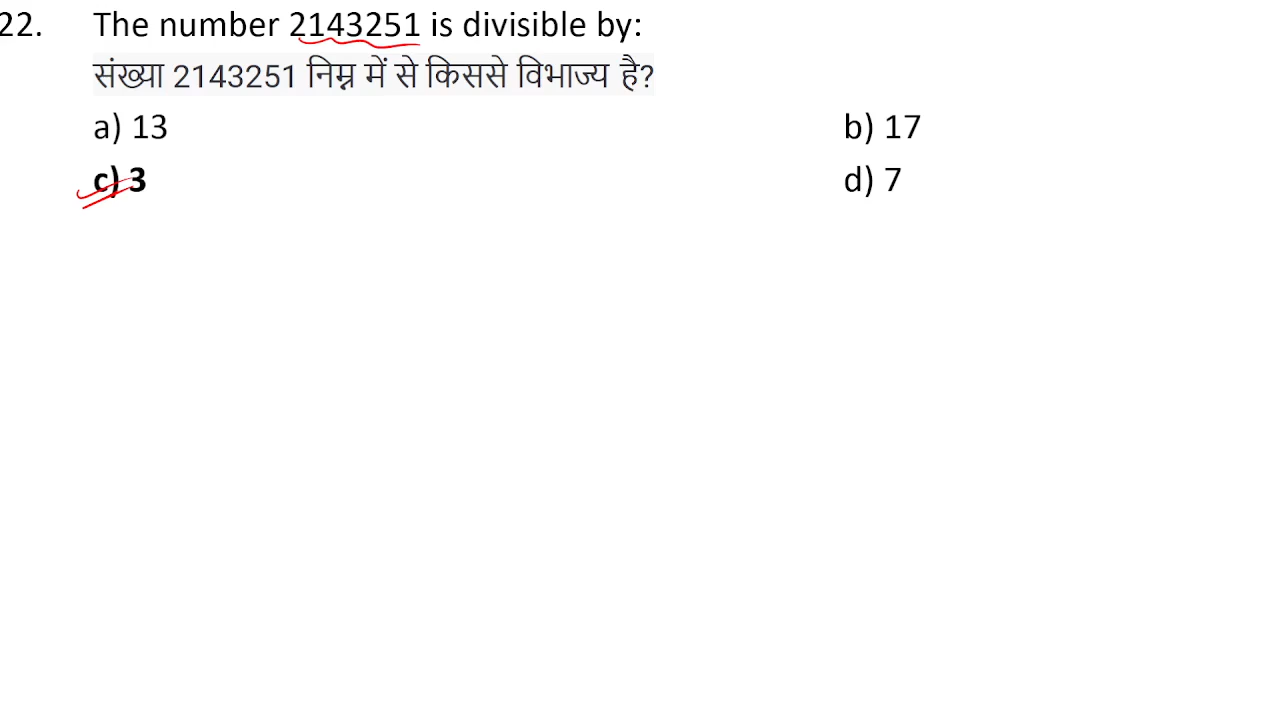 22. The number 2143251 is divisible by:
संख्या 2143251 निम्न में से किससे विभाज्य है?
a) 13 b) 17
c) 3 d) 7